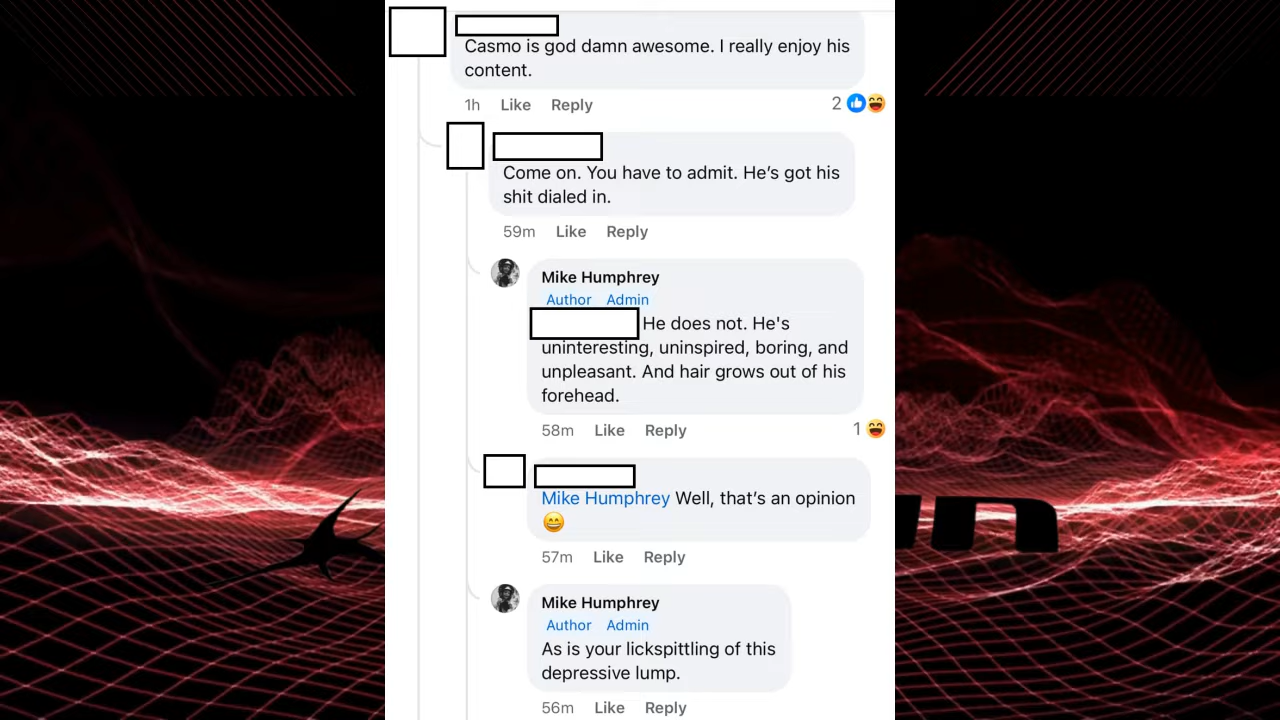 Casmo is god damn awesome. I really enjoy his
content.
1h Like Reply 2
Come on. You have to admit. He’s got his
shit dialed in.
59m Like Reply
Mike Humphrey
Author Admin
He does not. He's
uninteresting, uninspired, boring, and
unpleasant. And hair grows out of his
forehead.
58m Like Reply 1
Mike Humphrey Well, that’s an opinion
57m Like Reply
Mike Humphrey
Author Admin
As is your lickspittling of this
depressive lump.
56m Like Reply